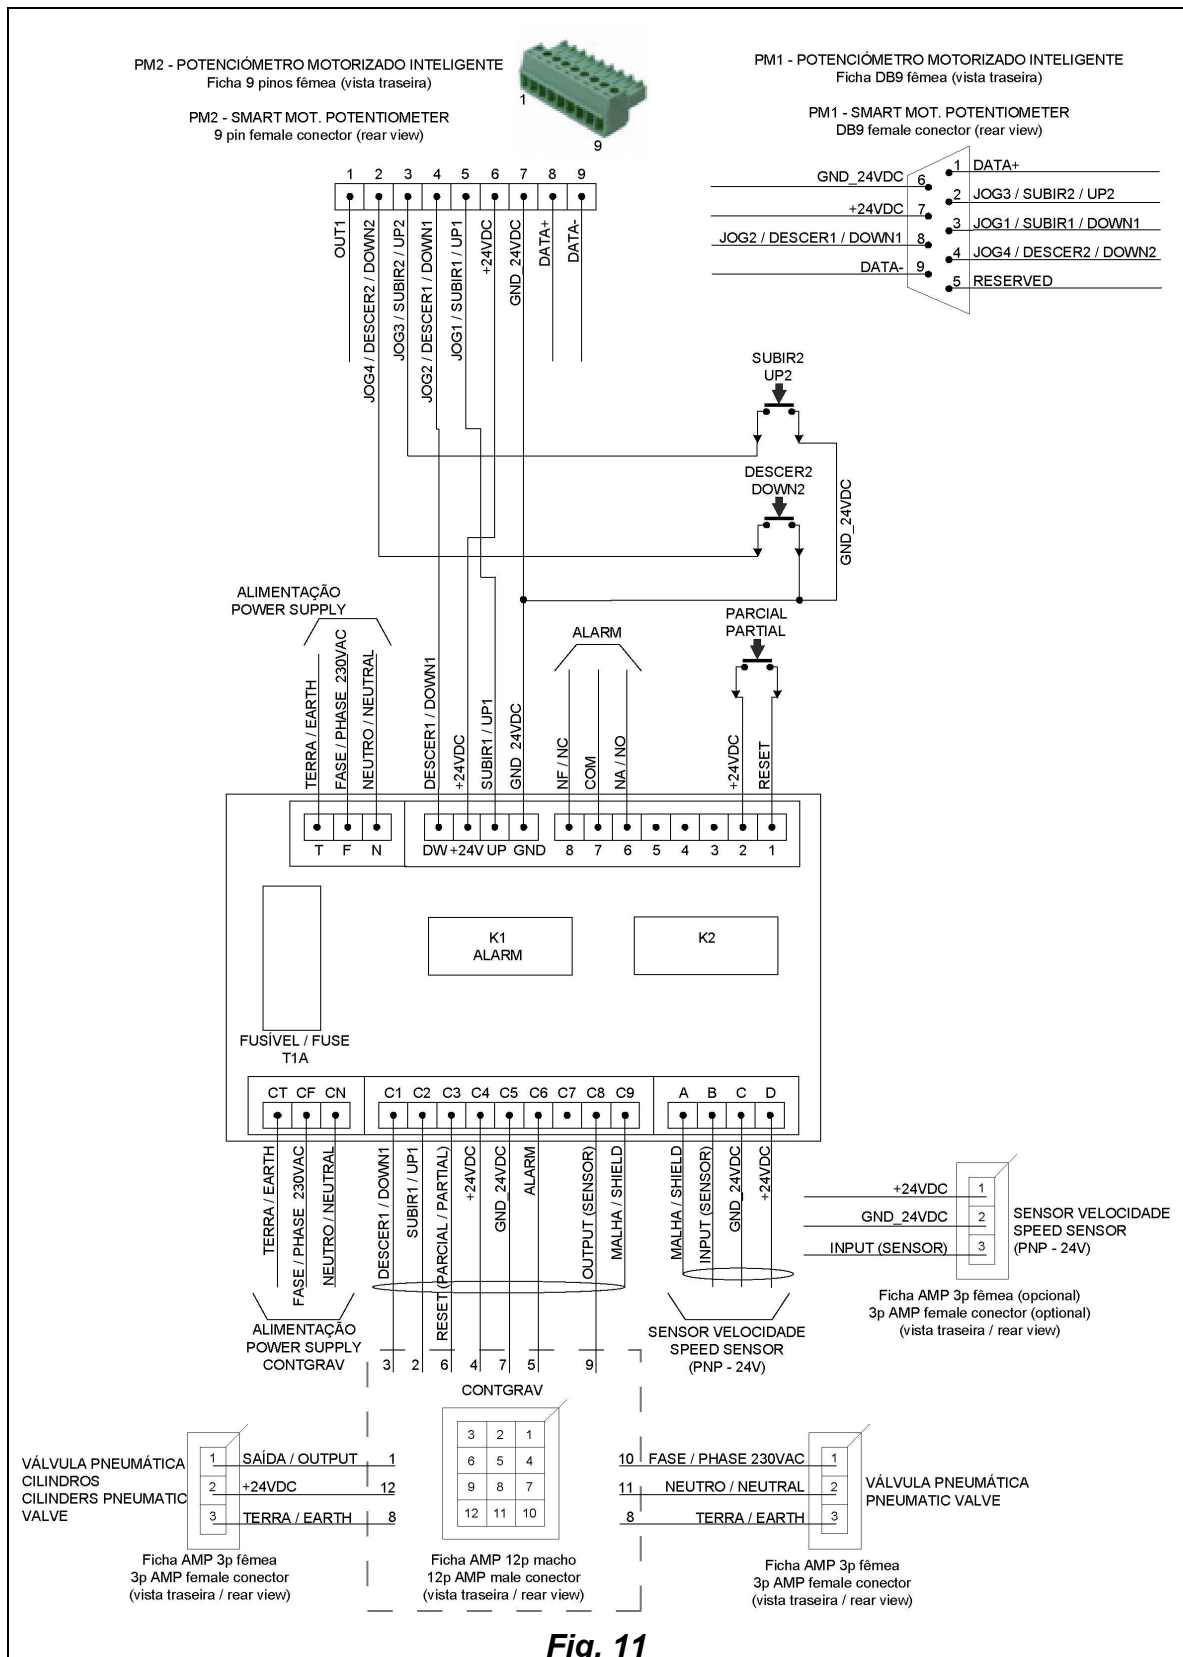 PM2 - POTENCIÓMETRO MOTORIZADO INTELIGENTE
Ficha 9 pinos fêmea (vista traseira)
PM2 - SMART MOT. POTENTIOMETER
9 pin female conector (rear view)
1
9
PM1 - POTENCIÓMETRO MOTORIZADO INTELIGENTE
Ficha DB9 fêmea (vista traseira)
PM1 - SMART MOT. POTENTIOMETER
DB9 female conector (rear view)
GND_24VDC 6
+24VDC 7
JOG2 / DESCER1 / DOWN1 8
DATA- 9
1 DATA+
2 JOG3 / SUBIR2 / UP2
3 JOG1 / SUBIR1 / DOWN1
4 JOG4 / DESCER2 / DOWN2
5 RESERVED
1 2 3 4 5 6 7 8 9
OUT1
JOG4 / DESCER2 / DOWN2
JOG3 / SUBIR2 / UP2
JOG2 / DESCER1 / DOWN1
JOG1 / SUBIR1 / UP1
+24VDC
GND_24VDC
DATA+
DATA-
SUBIR2
UP2
DESCER2
DOWN2
GND_24VDC
ALIMENTAÇÃO
POWER SUPPLY
TERRA / EARTH
FASE / PHASE 230VAC
NEUTRO / NEUTRAL
DESCER1 / DOWN1
+24VDC
SUBIR1 / UP1
GND 24VDC
ALARM
NF / NC
COM
NA / NO
PARCIAL
PARTIAL
+24VDC
RESET
T F N
DW +24V UP GND
8 7 6 5 4 3 2 1
K1
ALARM
K2
FUSÍVEL / FUSE
T1A
CT CF CN
C1 C2 C3 C4 C5 C6 C7 C8 C9
A B C D
TERRA / EARTH
FASE / PHASE 230VAC
NEUTRO / NEUTRAL
ALIMENTAÇÃO
POWER SUPPLY
CONTGRAV
DESCER1 / DOWN1
SUBIR1 / UP1
RESET (PARCIAL / PARTIAL)
+24VDC
GND_24VDC
ALARM
OUTPUT (SENSOR)
MALHA / SHIELD
MALHA / SHIELD
INPUT (SENSOR)
GND_24VDC
+24VDC
SENSOR VELOCIDADE
SPEED SENSOR
(PNP - 24V)
+24VDC 1
GND_24VDC 2
INPUT (SENSOR) 3
SENSOR VELOCIDADE
SPEED SENSOR
(PNP - 24V)
Ficha AMP 3p fêmea (opcional)
3p AMP female conector (optional)
(vista traseira / rear view)
3 2 6 4 7 5 9
CONTGRAV
3 2 1
6 5 4
9 8 7
12 11 10
Ficha AMP 12p macho
12p AMP male conector
(vista traseira / rear view)
VÁLVULA PNEUMÁTICA
CILINDROS
CILINDERS PNEUMATIC
VALVE
1 SAÍDA / OUTPUT 1
2 +24VDC 12
3 TERRA / EARTH 8
Ficha AMP 3p fêmea
3p AMP female conector
(vista traseira / rear view)
10 FASE / PHASE 230VAC 1
11 NEUTRO / NEUTRAL 2
8 TERRA / EARTH 3
VÁLVULA PNEUMÁTICA
PNEUMATIC VALVE
Ficha AMP 3p fêmea
3p AMP female conector
(vista traseira / rear view)
Fig. 11